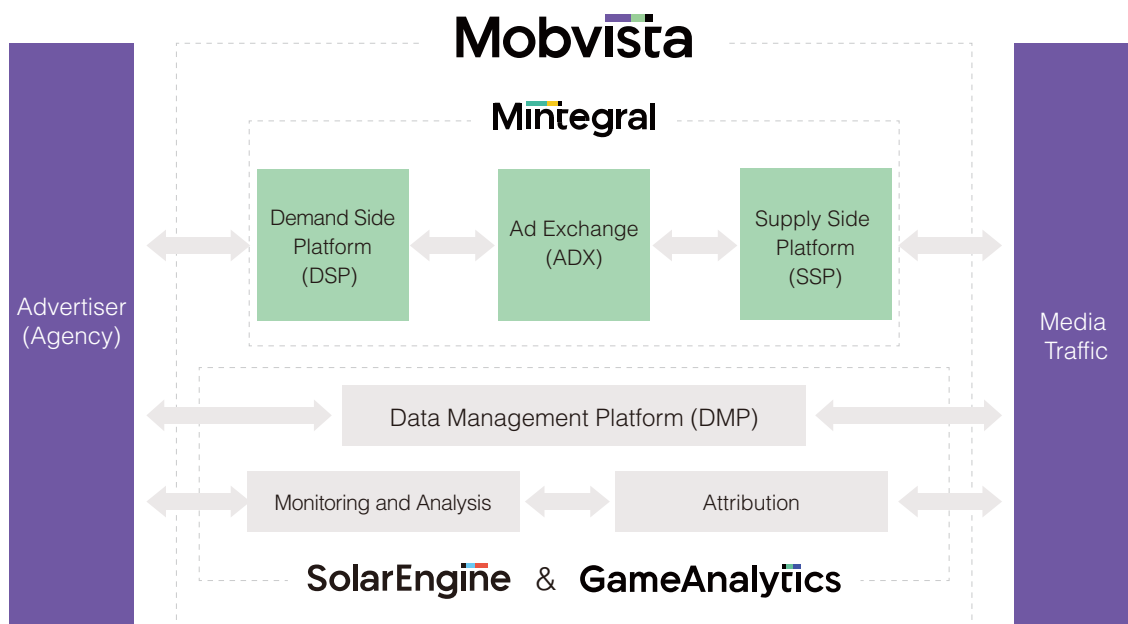 Mobvista
Mintegral
Demand Side
Platform
(DSP)
Ad Exchange
(ADX)
Supply Side
Platform
(SSP)
Advertiser
(Agency)
Media
Traffic
Data Management Platform (DMP)
Monitoring and Analysis
Attribution
SolarEngine & GameAnalytics